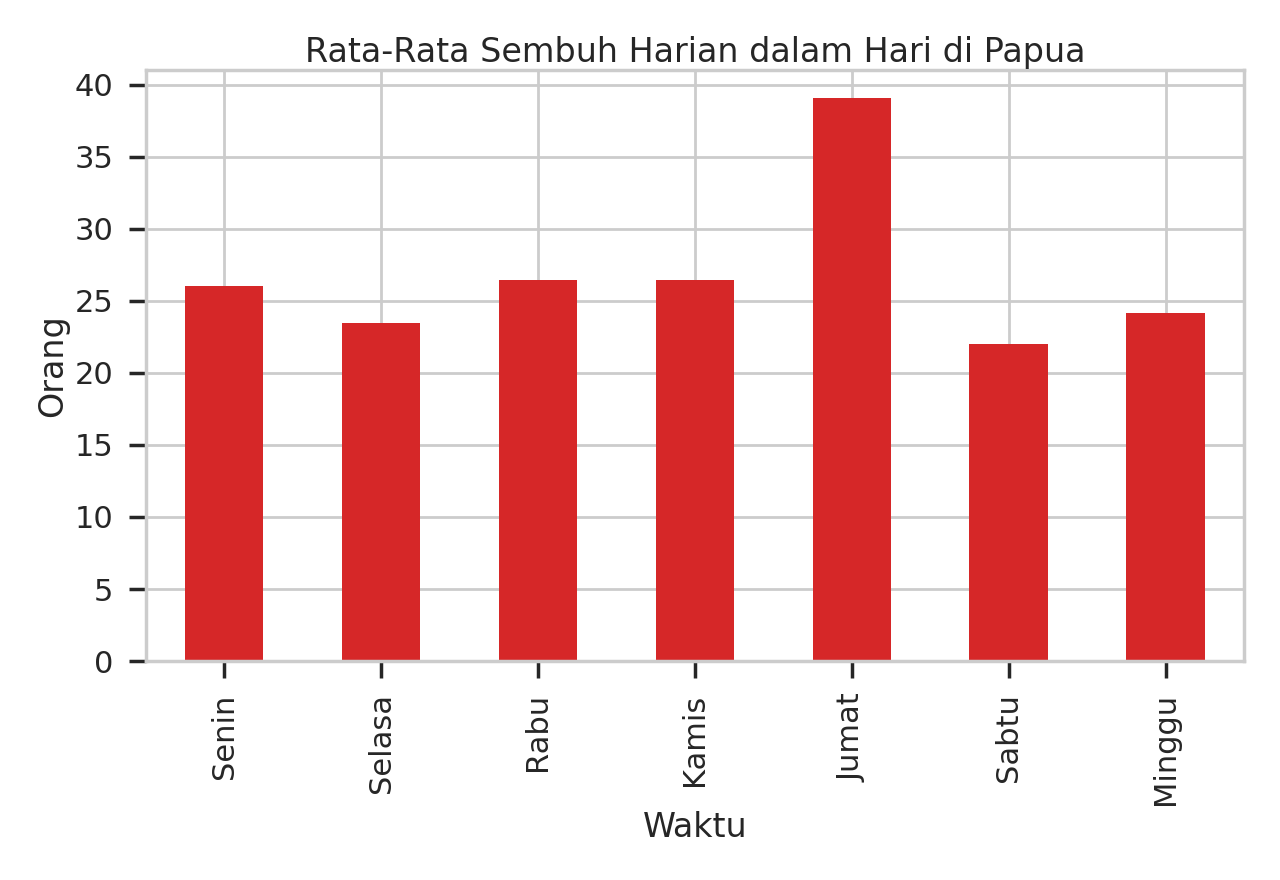 Rata-Rata Sembuh Harian dalam Hari di Papua
40
35
30
25
20
15
10
5
0
Orang
Senin
Selasa
Rabu
Kamis
Jumat
Sabtu
Minggu
Waktu